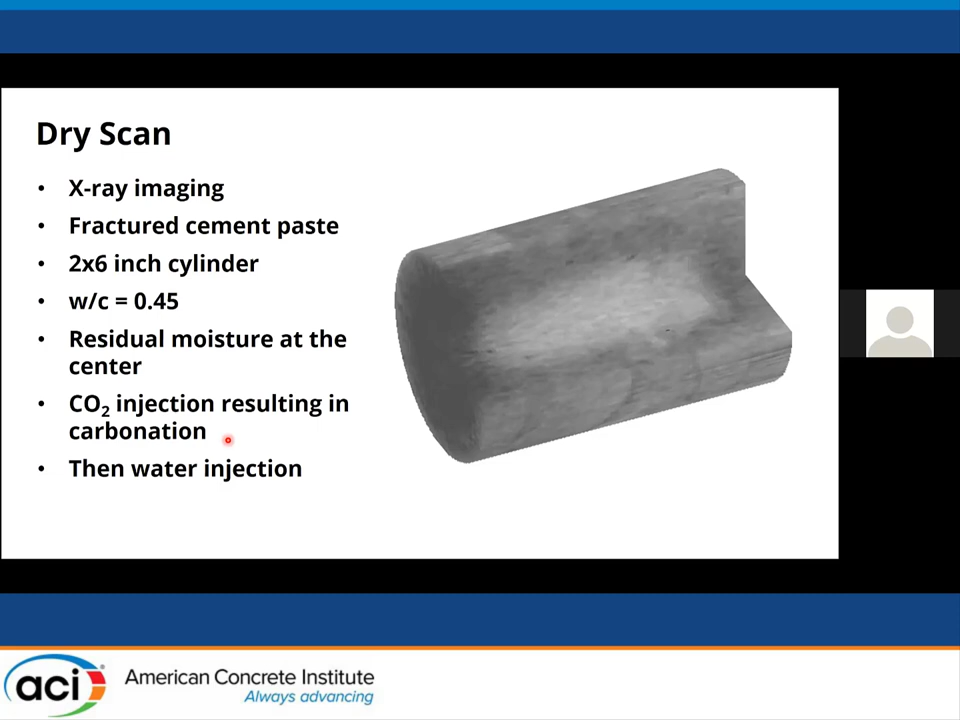 Dry Scan
• X-ray imaging
• Fractured cement paste
• 2x6 inch cylinder
• w/c = 0.45
• Residual moisture at the
center
• CO₂ injection resulting in
carbonation
• Then water injection
aci
American Concrete Institute
Always advancing